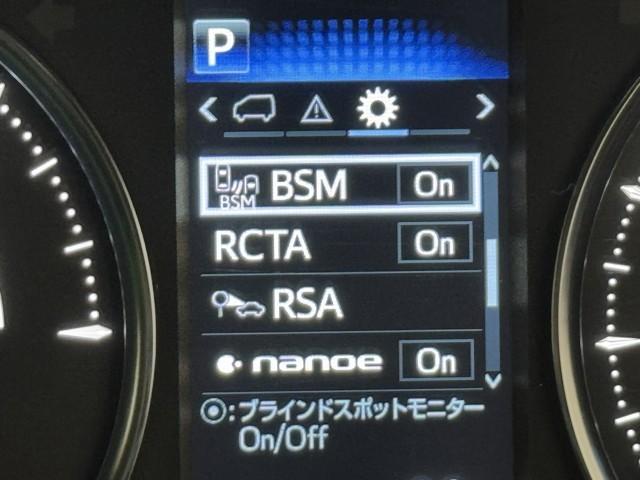 P
BSM BSM On
RCTA On
RSA
nanoe On
:ブラインドスポットモニター
On/Off